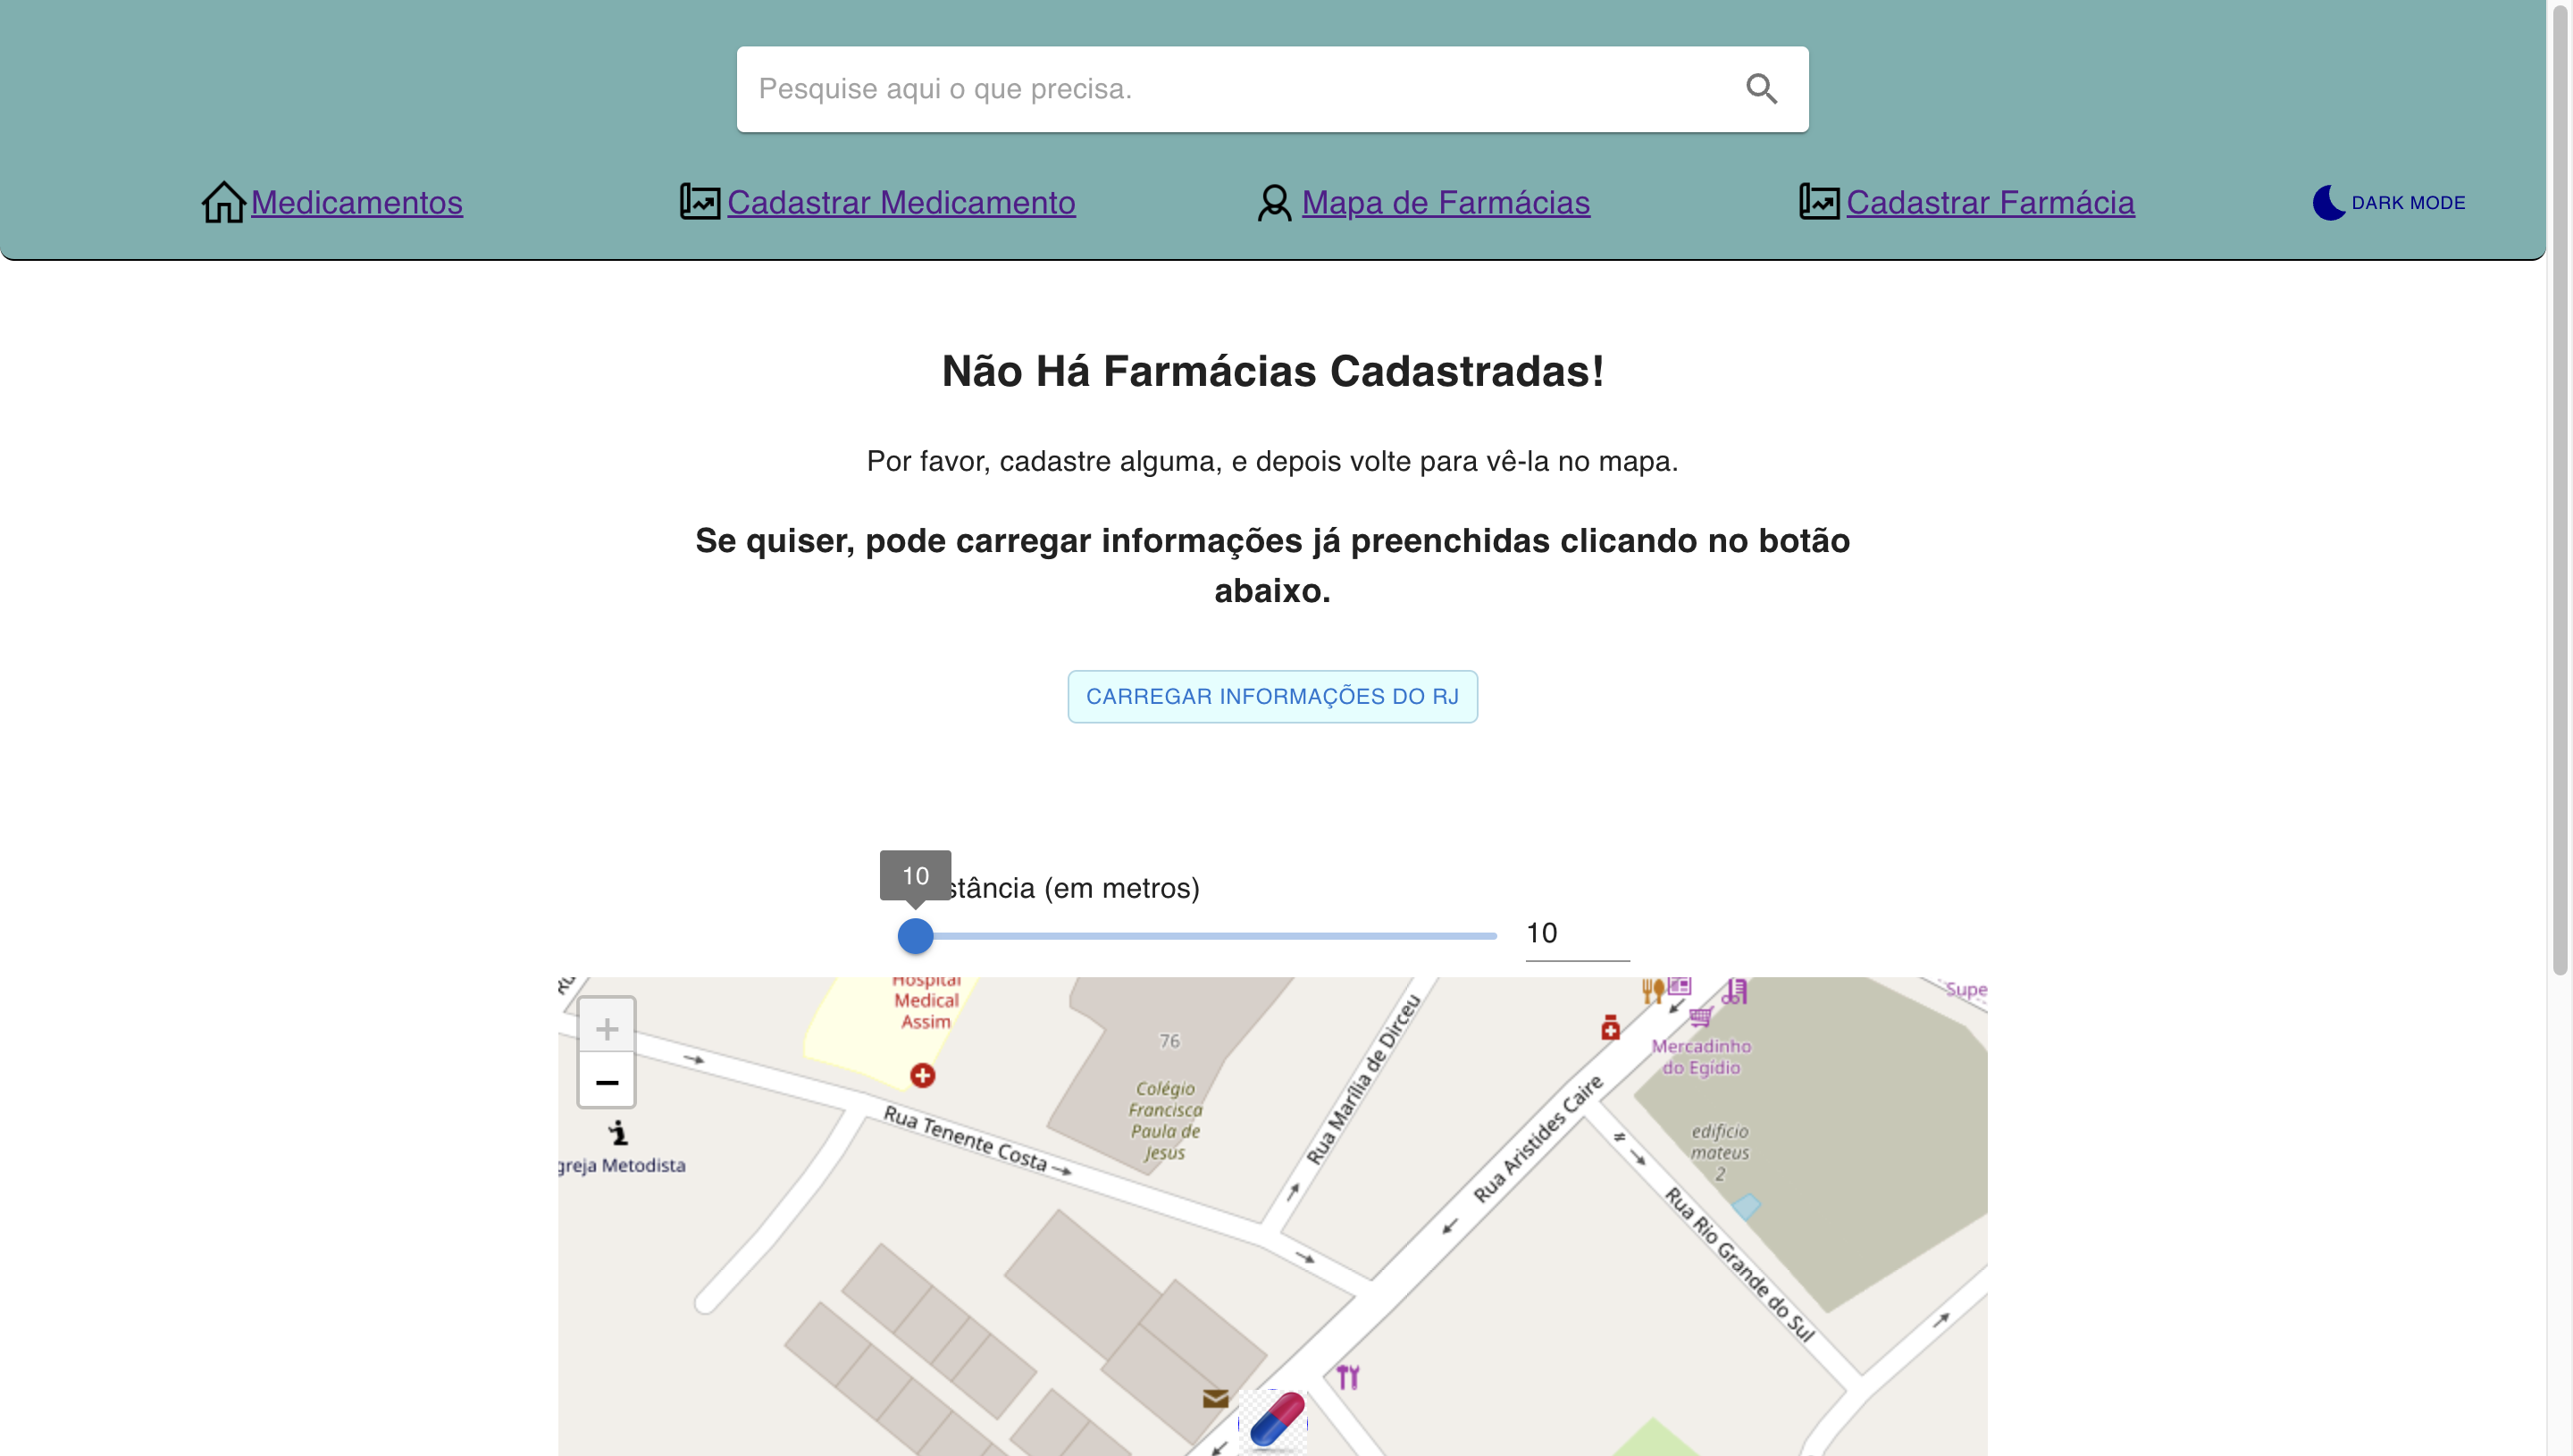 Pesquise aqui o que precisa.
Medicamentos
Cadastrar Medicamento
Mapa de Farmácias
Cadastrar Farmácia
DARK MODE
Não Há Farmácias Cadastradas!
Por favor, cadastre alguma, e depois volte para vê-la no mapa.
Se quiser, pode carregar informações já preenchidas clicando no botão
abaixo.
CARREGAR INFORMAÇÕES DO RJ
10
stância (em metros)
10
Hospital
Medical
Assim
76
Colégio
Francisca
Paula de
Jesus
Rua Marília de Dirceu
Rua Aristides Caire
Mercadinho
do Egídio
Supe
edificio
mateus
2
Rua Tenente Costa
greja Metodista
Rua Rio Grande do Sul
+
−